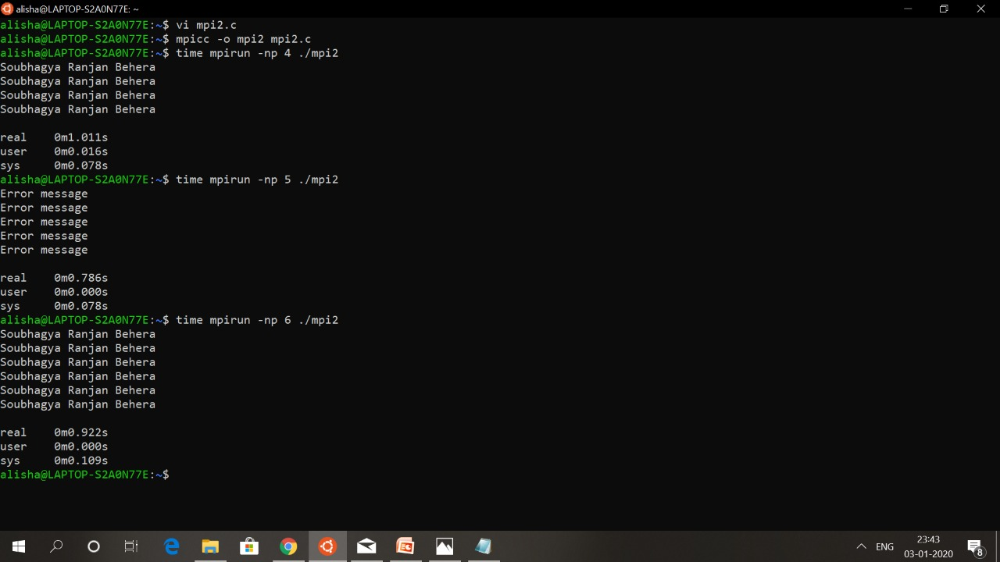 alisha@LAPTOP-S2A0N77E: ~
alisha@LAPTOP-S2A0N77E:~$ vi mpi2.c
alisha@LAPTOP-S2A0N77E:~$ mpicc -o mpi2 mpi2.c
alisha@LAPTOP-S2A0N77E:~$ time mpirun -np 4 ./mpi2
Soubhagya Ranjan Behera
Soubhagya Ranjan Behera
Soubhagya Ranjan Behera
Soubhagya Ranjan Behera
real 0m1.011s
user 0m0.016s
sys 0m0.078s
alisha@LAPTOP-S2A0N77E:~$ time mpirun -np 5 ./mpi2
Error message
Error message
Error message
Error message
Error message
real 0m0.786s
user 0m0.000s
sys 0m0.078s
alisha@LAPTOP-S2A0N77E:~$ time mpirun -np 6 ./mpi2
Soubhagya Ranjan Behera
Soubhagya Ranjan Behera
Soubhagya Ranjan Behera
Soubhagya Ranjan Behera
Soubhagya Ranjan Behera
Soubhagya Ranjan Behera
real 0m0.922s
user 0m0.000s
sys 0m0.109s
alisha@LAPTOP-S2A0N77E:~$
ENG
23:43
03-01-2020
8